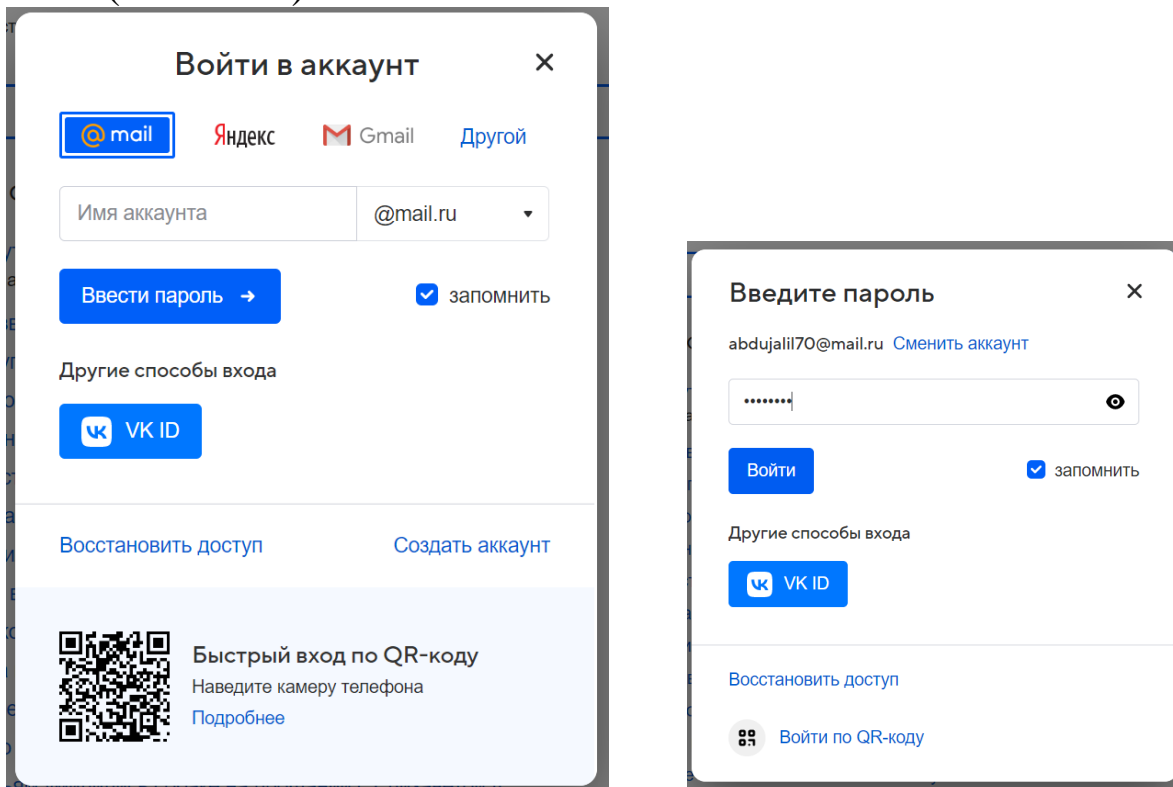 Войти в аккаунт
@ mail Яндекс Gmail Другой
Имя аккаунта @mail.ru
Ввести пароль → запомнить
Другие способы входа
VK ID
Восстановить доступ Создать аккаунт
Быстрый вход по QR-коду
Наведите камеру телефона
Подробнее
Введите пароль
abdujalil70@mail.ru Сменить аккаунт
••••••••
Войти запомнить
Другие способы входа
VK ID
Восстановить доступ
Войти по QR-коду